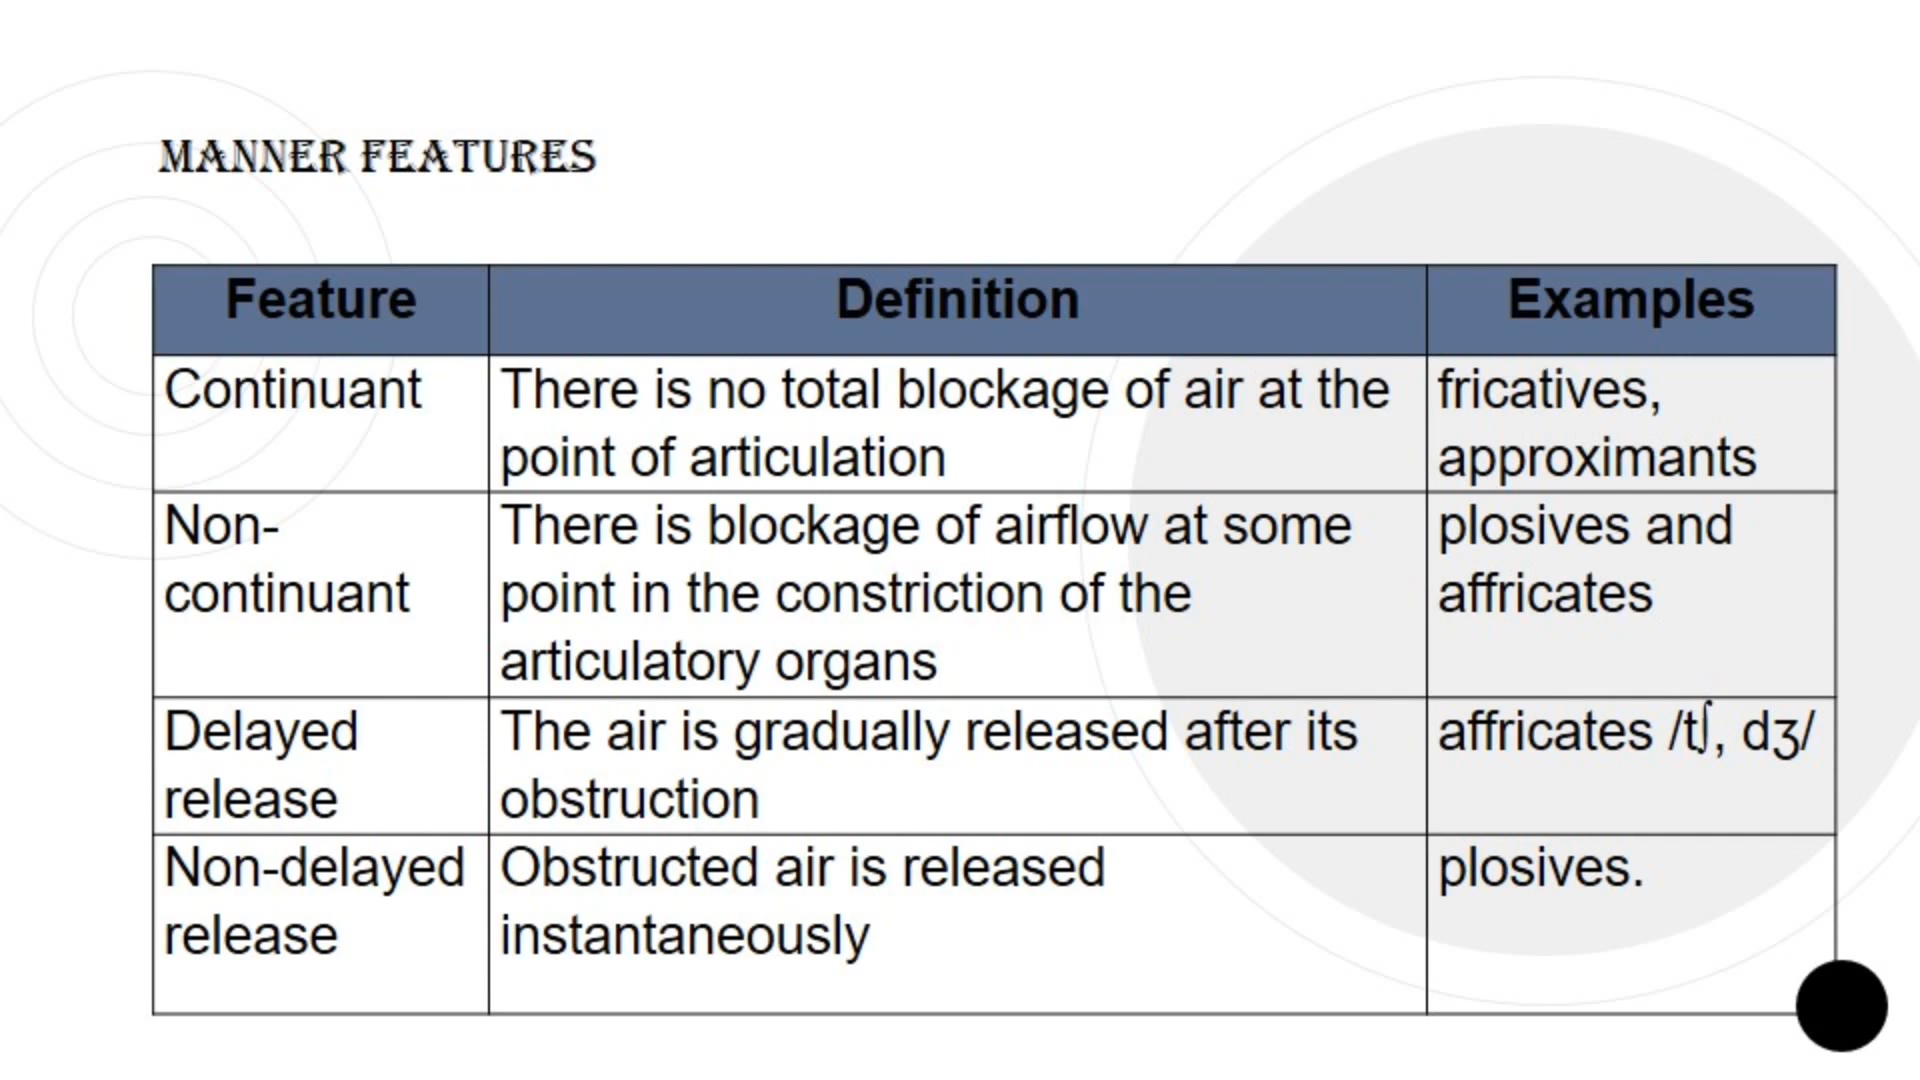 MANNER FEATURES
Feature Definition Examples
Continuant There is no total blockage of air at the fricatives,
point of articulation approximants
Non- There is blockage of airflow at some plosives and
continuant point in the constriction of the affricates
articulatory organs
Delayed The air is gradually released after its affricates /t∫, dʒ/
release obstruction
Non-delayed Obstructed air is released plosives.
release instantaneously